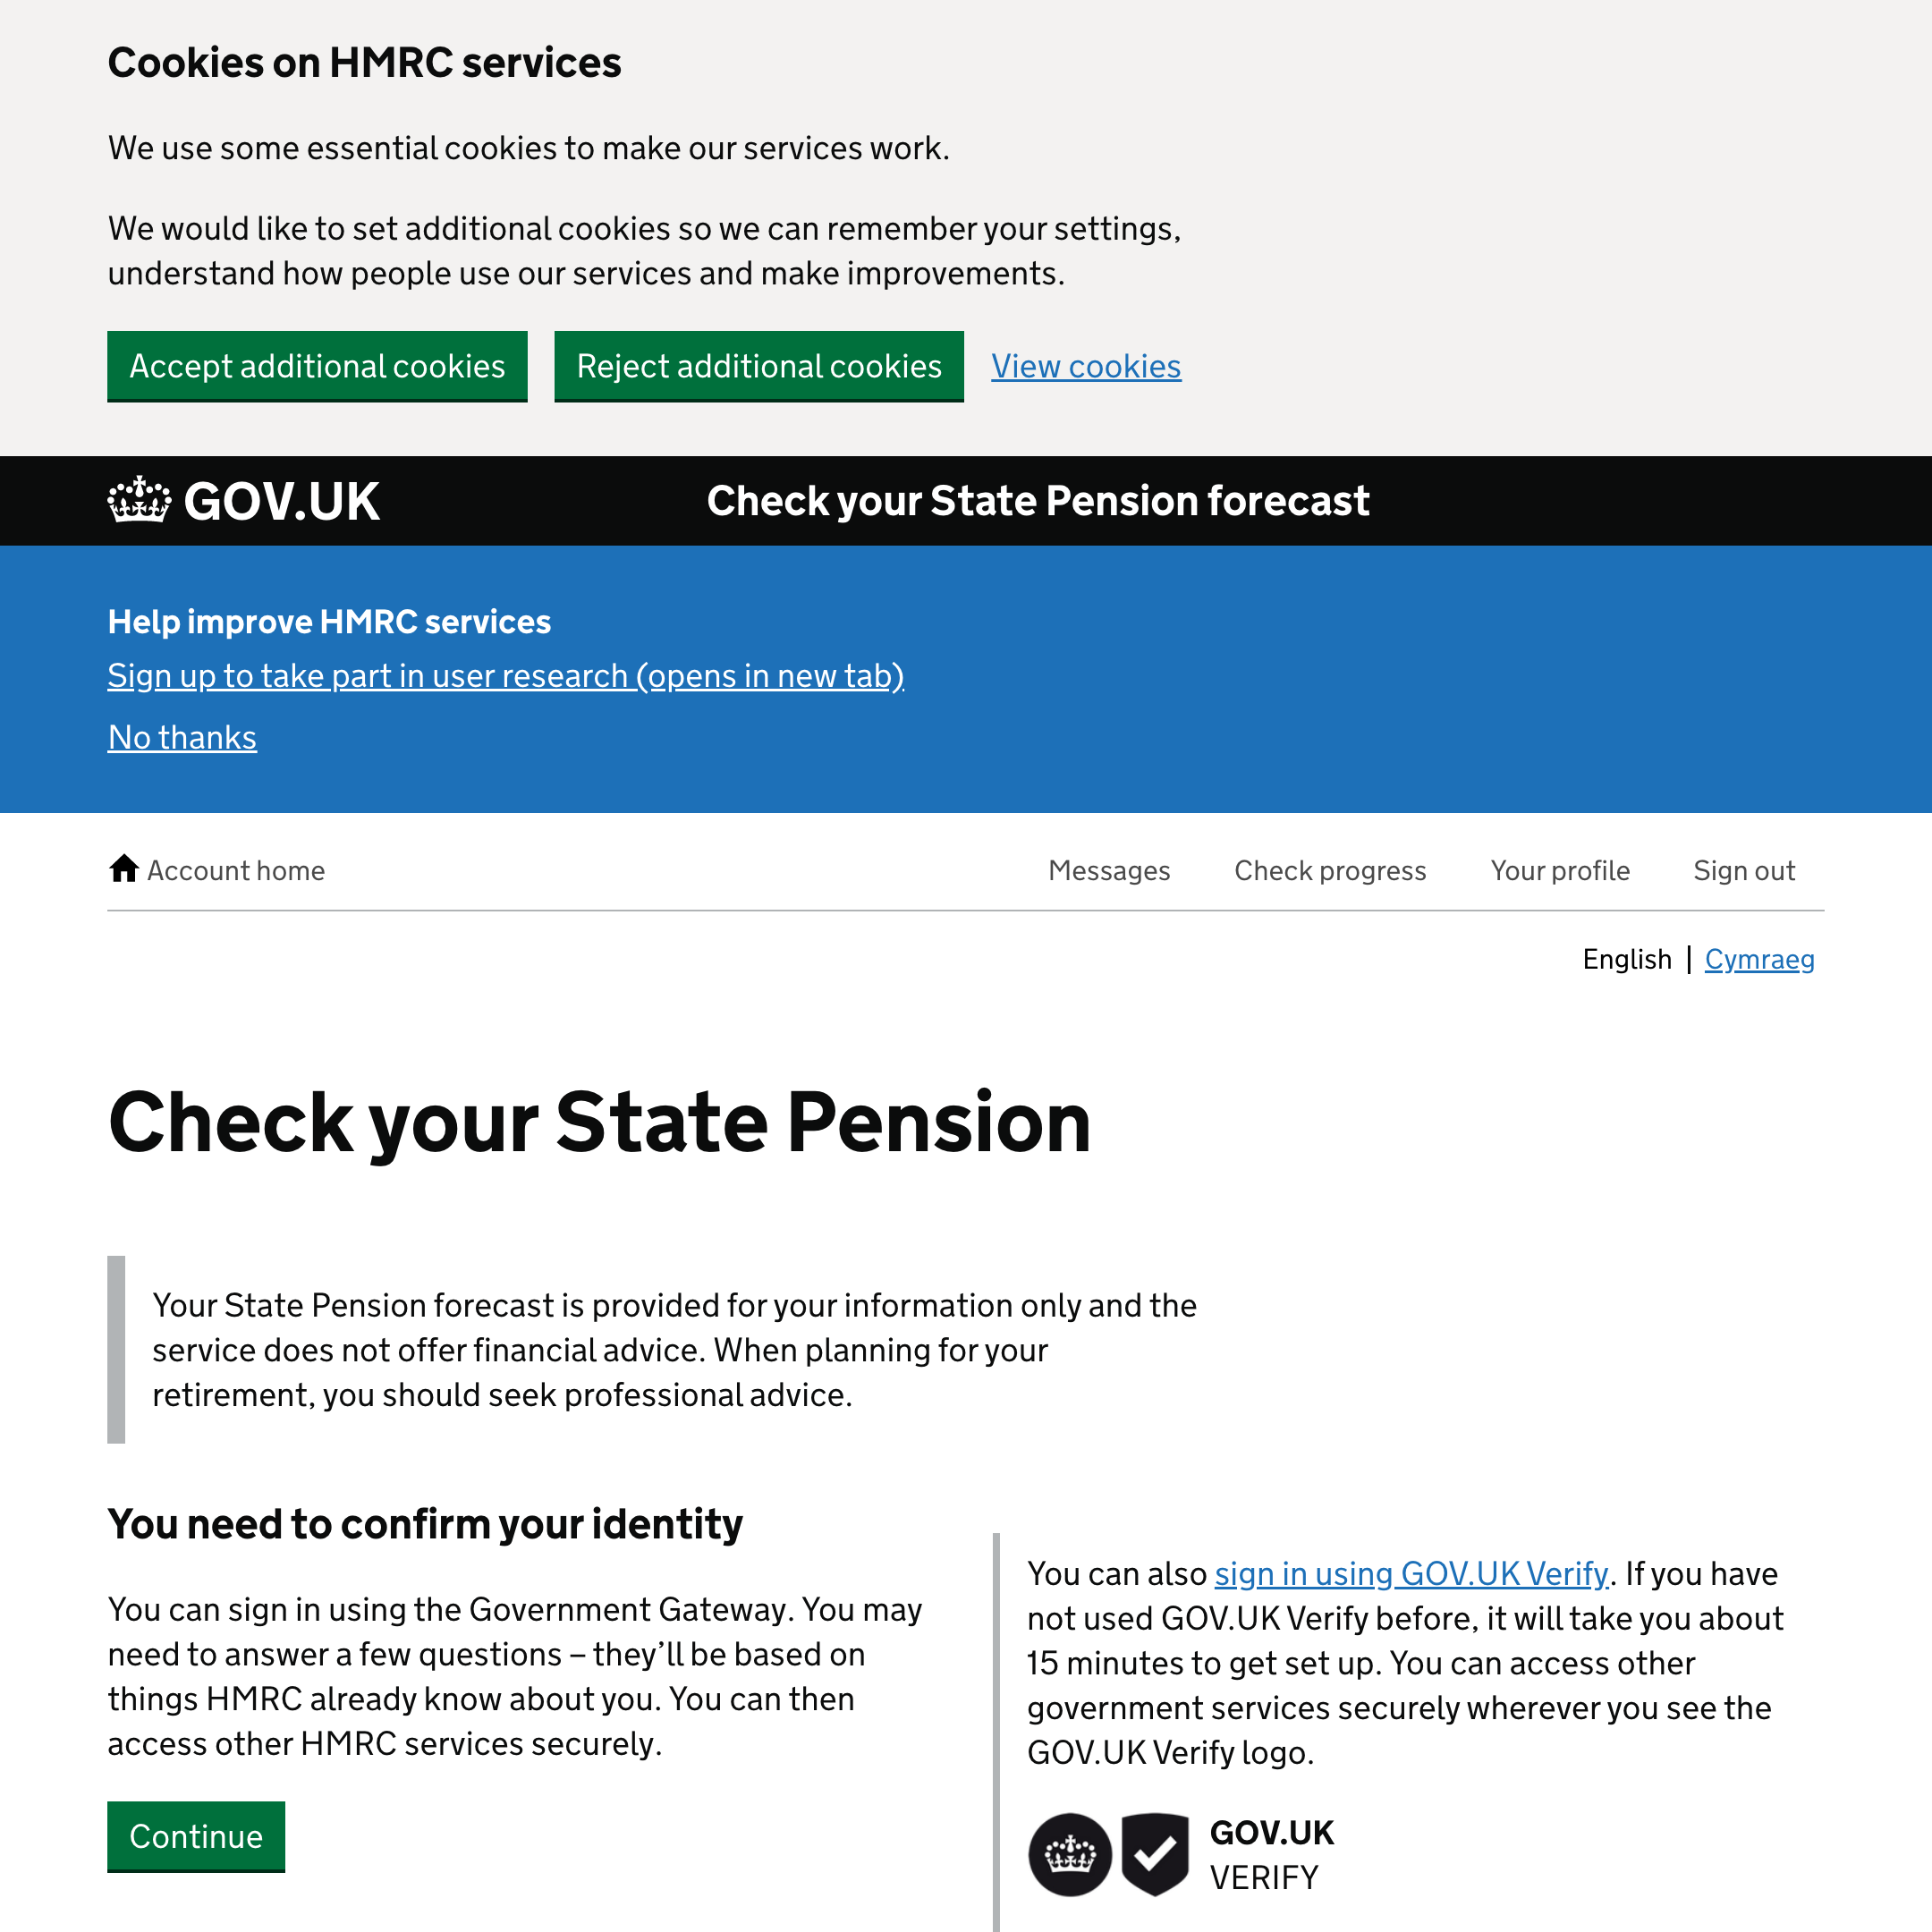 Cookies on HMRC services
We use some essential cookies to make our services work.
We would like to set additional cookies so we can remember your settings,
understand how people use our services and make improvements.
Accept additional cookies
Reject additional cookies
View cookies
GOV.UK
Check your State Pension forecast
Help improve HMRC services
Sign up to take part in user research (opens in new tab)
No thanks
Account home
Messages
Check progress
Your profile
Sign out
English | Cymraeg
Check your State Pension
Your State Pension forecast is provided for your information only and the
service does not offer financial advice. When planning for your
retirement, you should seek professional advice.
You need to confirm your identity
You can sign in using the Government Gateway. You may
need to answer a few questions – they’ll be based on
things HMRC already know about you. You can then
access other HMRC services securely.
Continue
You can also sign in using GOV.UK Verify. If you have
not used GOV.UK Verify before, it will take you about
15 minutes to get set up. You can access other
government services securely wherever you see the
GOV.UK Verify logo.
GOV.UK
VERIFY